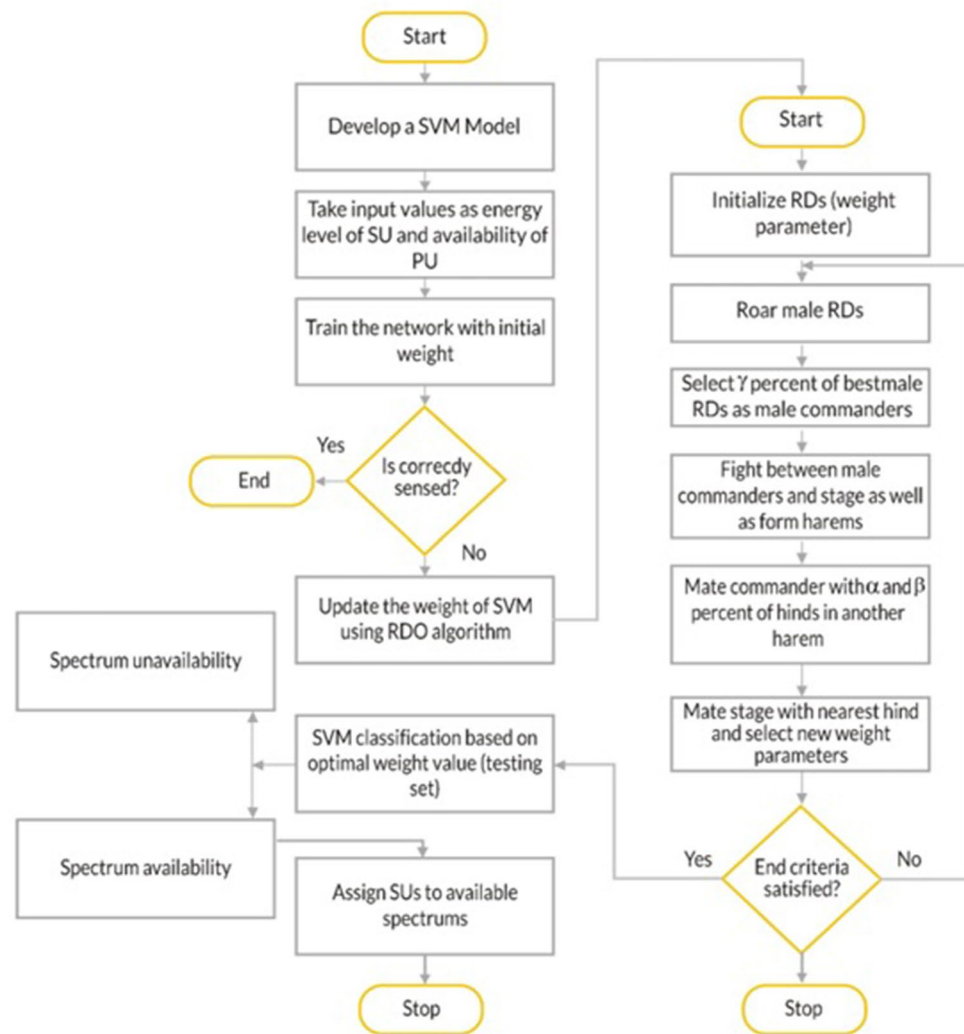 Start
Develop a SVM Model
Take input values as energy
level of SU and availability of
PU
Train the network with initial
weight
Yes
Is correcdy
sensed?
End
No
Update the weight of SVM
using RDO algorithm
Spectrum unavailability
SVM classification based on
optimal weight value (testing
set)
Spectrum availability
Assign SUs to available
spectrums
Stop
Start
Initialize RDs (weight
parameter)
Roar male RDs
Select γ percent of bestmale
RDs as male commanders
Fight between male
commanders and stage as well
as form harems
Mate commander with α and β
percent of hinds in another
harem
Mate stage with nearest hind
and select new weight
parameters
Yes
End criteria
satisfied?
No
Stop